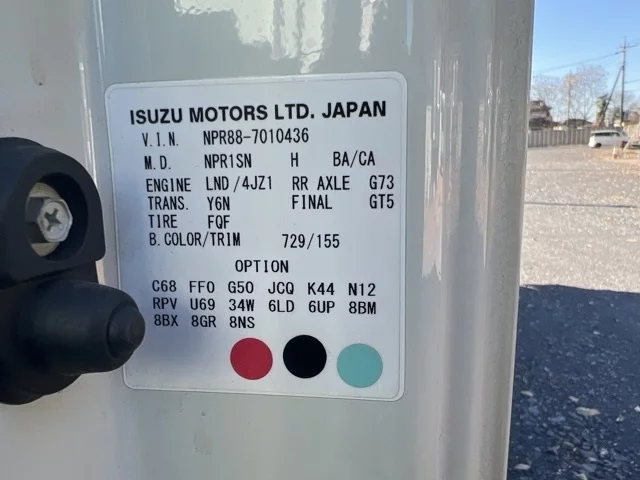 ISUZU MOTORS LTD. JAPAN
V.I.N. NPR88-7010436
M.D. NPR1SN H BA/CA
ENGINE LND/4JZ1 RR AXLE G73
TRANS. Y6N FINAL GT5
TIRE FQF
B.COLOR/TRIM 729/155
OPTION
C68 FF0 G50 JCQ K44 N12
RPV U69 34W 6LD 6UP 8BM
8BX 8GR 8NS